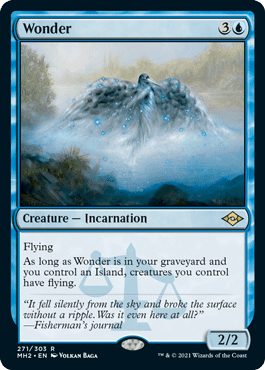 Wonder 3
Creature — Incarnation
Flying
As long as Wonder is in your graveyard and
you control an Island, creatures you control
have flying.
“It fell silently from the sky and broke the surface
without a ripple. Was it even here at all?”
—Fisherman’s journal
2/2
271/303 R
MH2 • EN VOLKAN BAGA
™ & © 2021 Wizards of the Coast